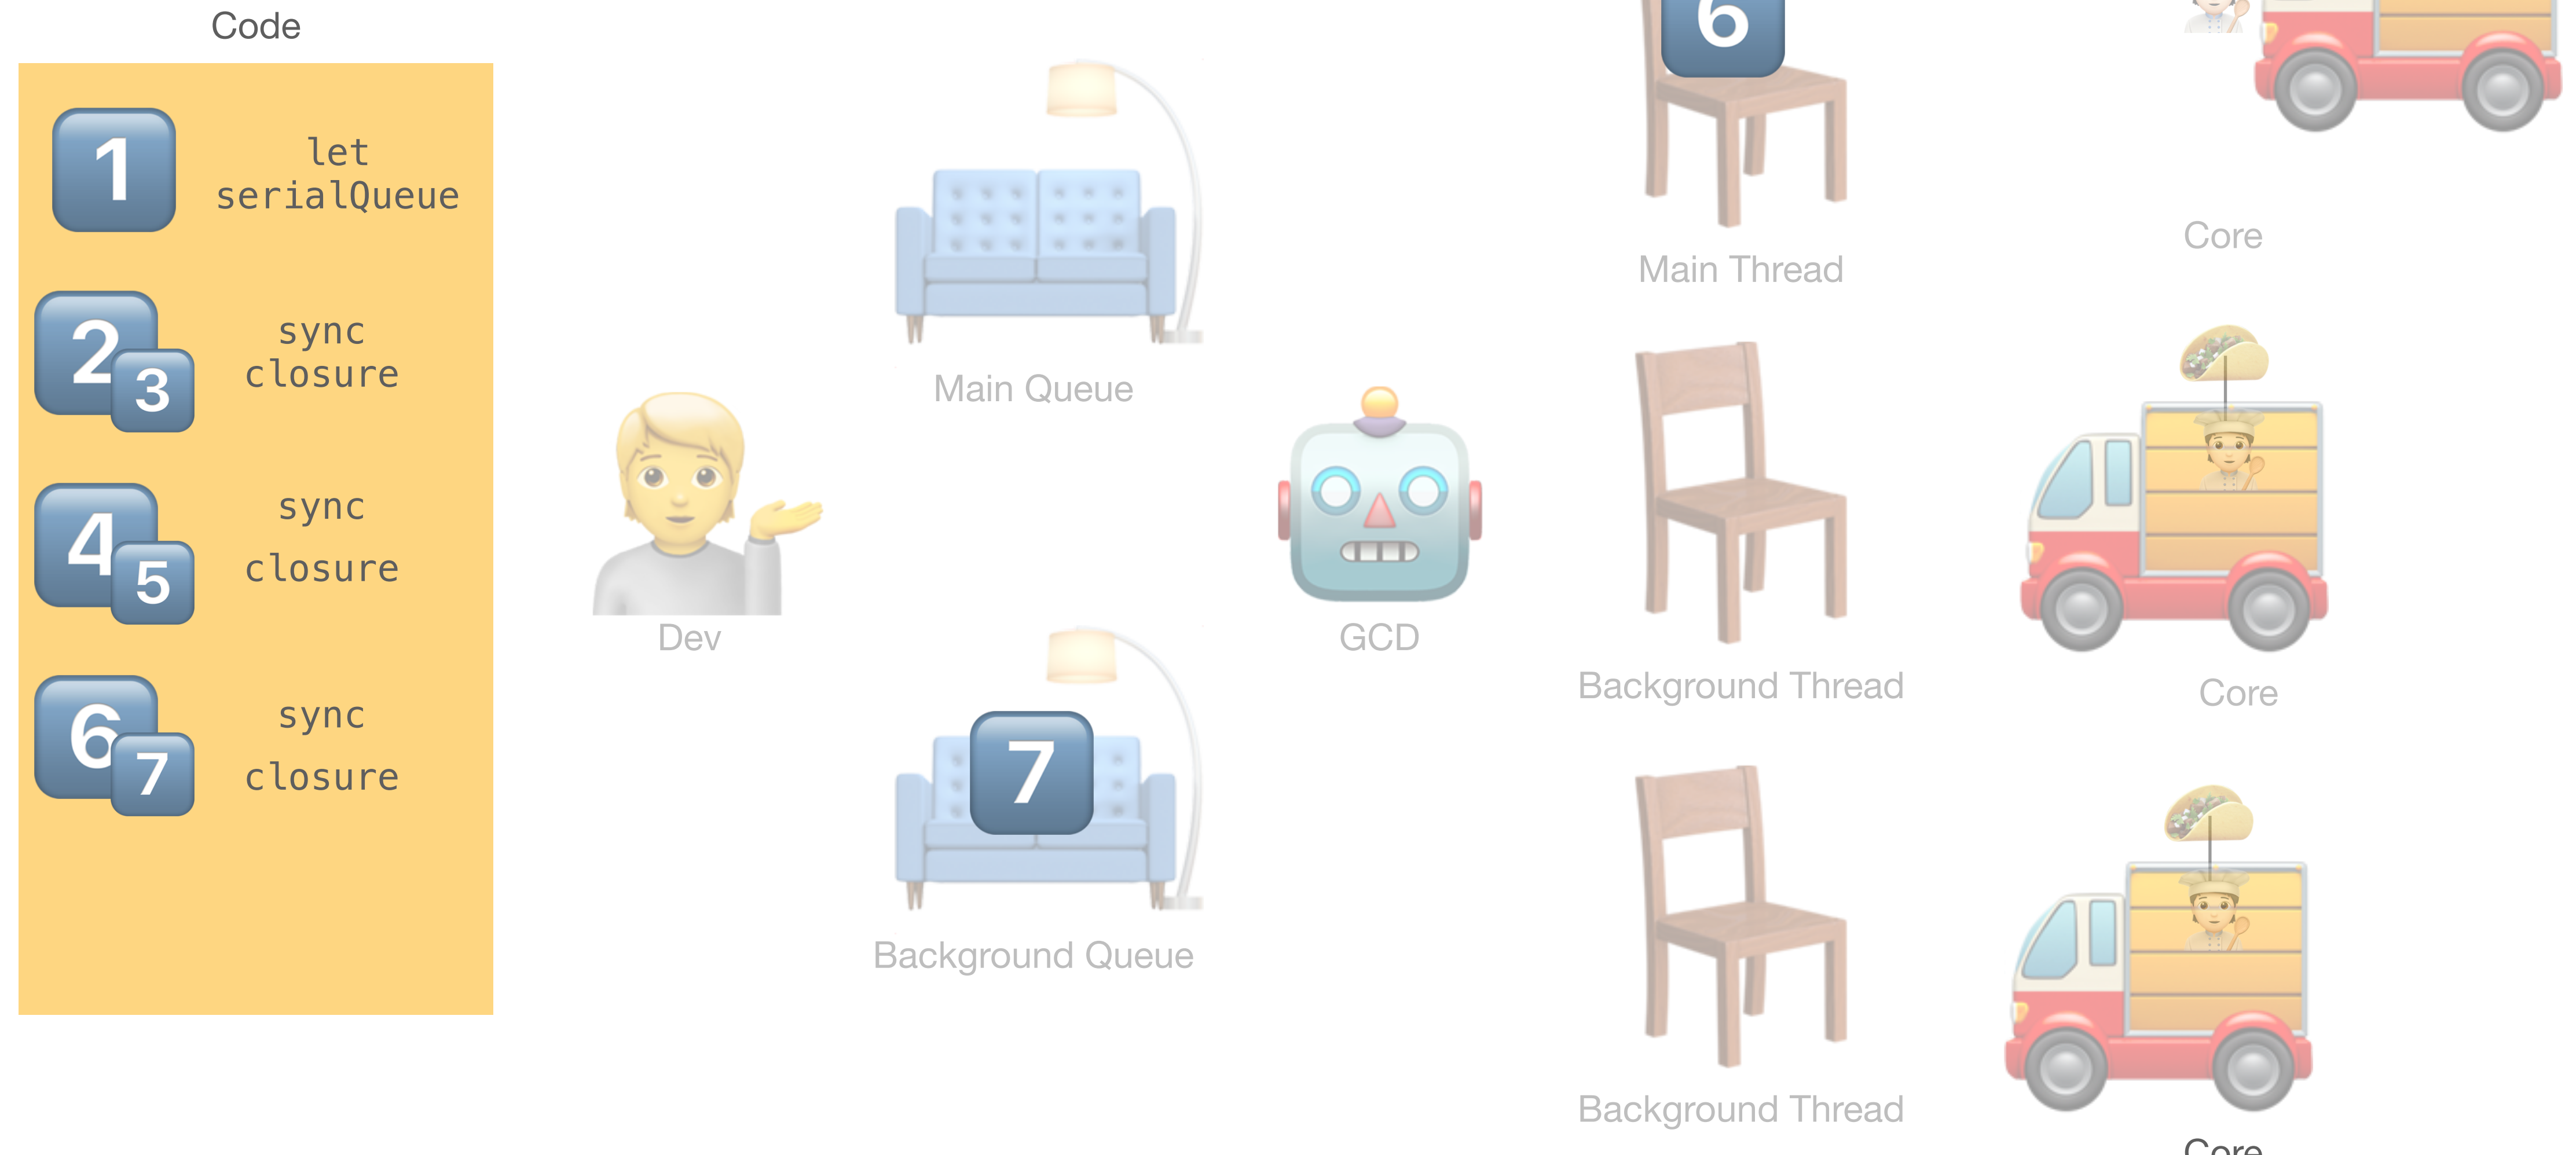 Code
1
let
serialQueue
2
3
sync
closure
4
5
sync
closure
6
7
sync
closure
Dev
Main Queue
7
Background Queue
GCD
6
Main Thread
Background Thread
Background Thread
Core
Core
Core